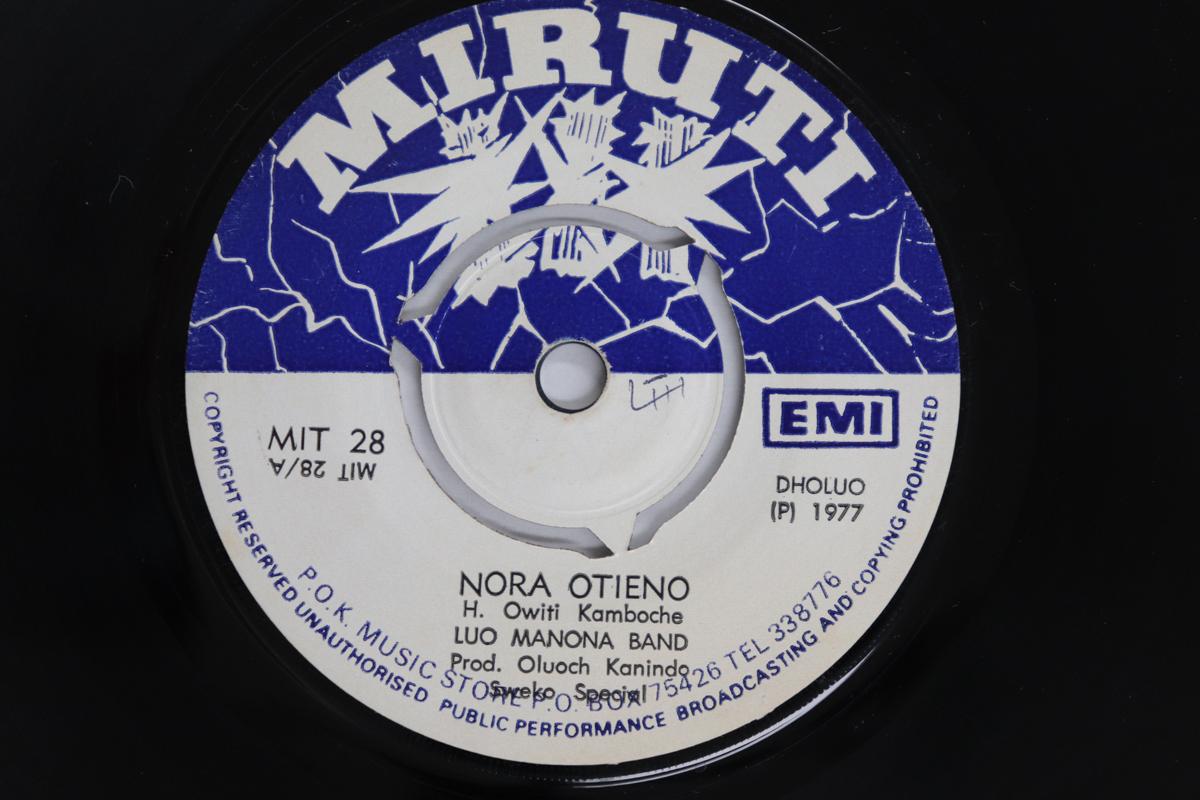 MIRUTI
EMI
MIT 28
MIT 28/A
DHOLUO
(P) 1977
NORA OTIENO
H. Owiti Kamboche
LUO MANONA BAND
Prod. Oluoch Kanindo
Sweko Special
P.O.K. MUSIC STORE P.O. BOX 75426 TEL 338776
COPYRIGHT RESERVED UNAUTHORISED PUBLIC PERFORMANCE BROADCASTING AND COPYING PROHIBITED